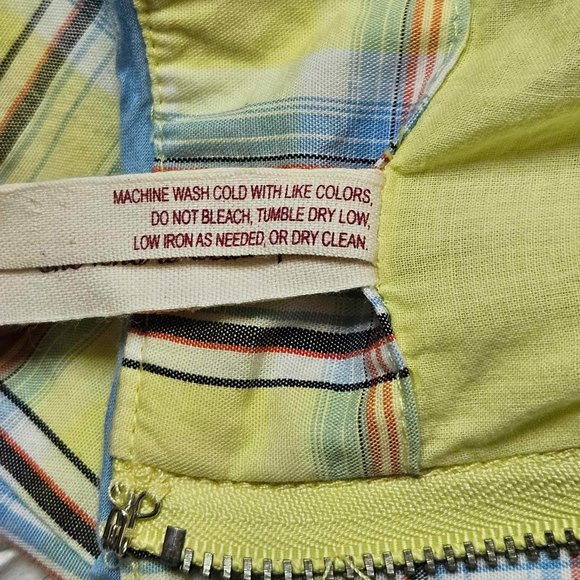 MACHINE WASH COLD WITH LIKE COLORS,
DO NOT BLEACH, TUMBLE DRY LOW,
LOW IRON AS NEEDED, OR DRY CLEAN.